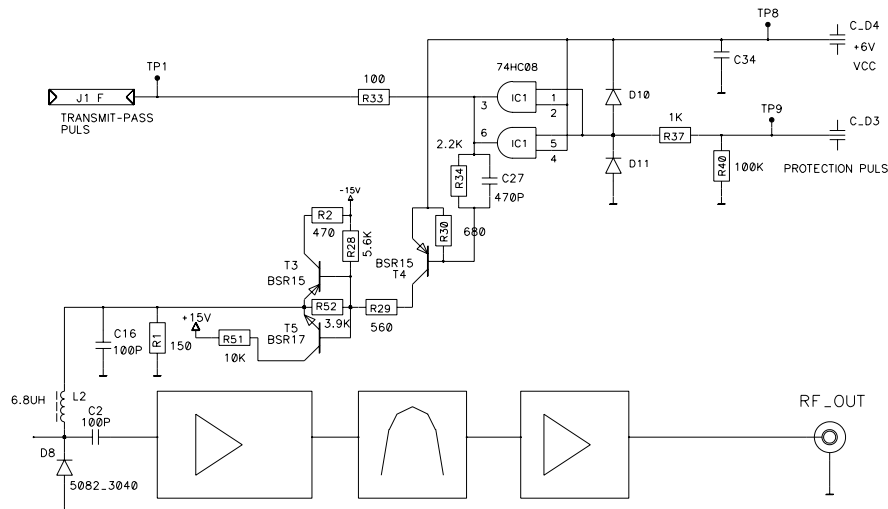 TP8
C_D4
+6V
VCC
C34
74HC08
TP1
100
R33
J1 F
TRANSMIT-PASS
PULS
3
IC1
1
2
D10
6
IC1
5
4
1K
R37
TP9
C_D3
2.2K
R34
C27
470P
D11
R40
100K
PROTECTION PULS
-15V
R2
470
R28
5.6K
R30
680
BSR15
T4
T3
BSR15
R52
3.9K
R29
560
+15V
T5
BSR17
R51
10K
C16
100P
R1
150
6.8UH
L2
C2
100P
D8
5082_3040
RF_OUT